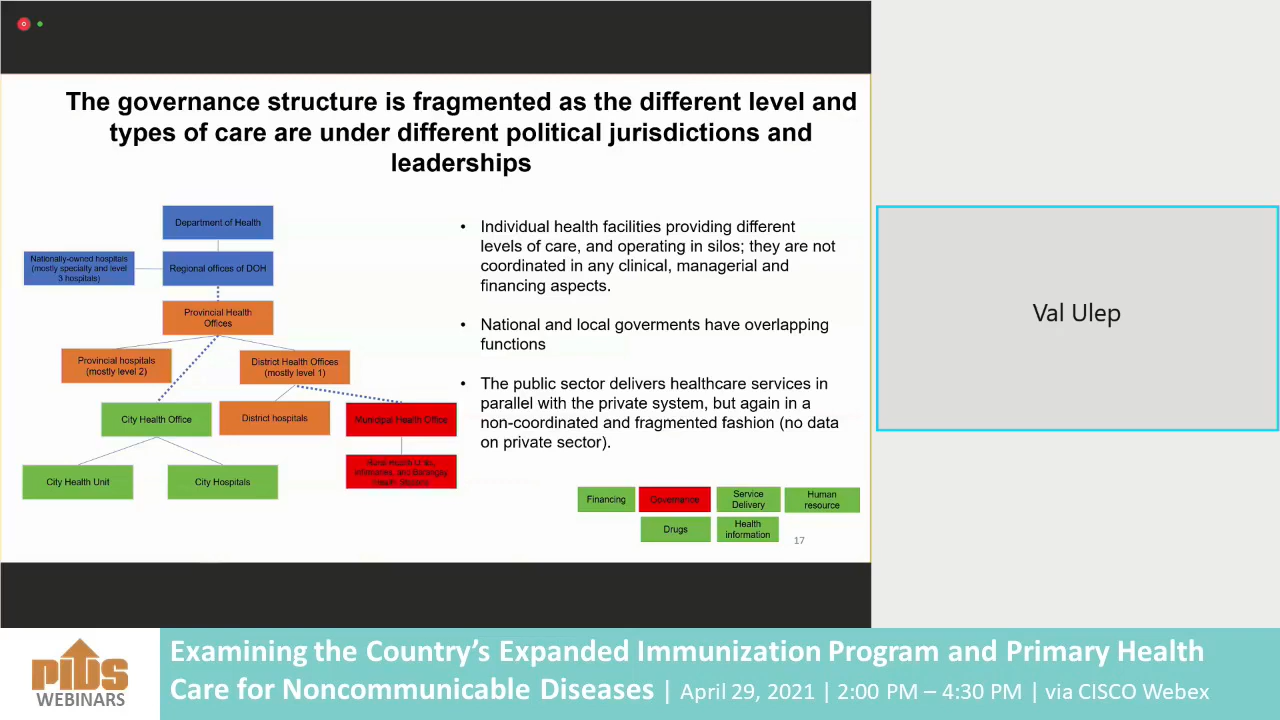 The governance structure is fragmented as the different level and
types of care are under different political jurisdictions and
leaderships
Department of Health
Nationally-owned hospitals
(mostly specialty and level
3 hospitals)
Regional offices of DOH
Provincial Health
Offices
Provincial hospitals
(mostly level 2)
District Health Offices
(mostly level 1)
City Health Office
District hospitals
Municipal Health Office
Rural Health Units,
Infirmaries, and Barangay
Health Stations
City Health Unit
City Hospitals
• Individual health facilities providing different
levels of care, and operating in silos; they are not
coordinated in any clinical, managerial and
financing aspects.
• National and local goverments have overlapping
functions
• The public sector delivers healthcare services in
parallel with the private system, but again in a
non-coordinated and fragmented fashion (no data
on private sector).
Financing
Governance
Service
Delivery
Human
resource
Drugs
Health
information
17
Val Ulep
PIDS
WEBINARS
Examining the Country's Expanded Immunization Program and Primary Health
Care for Noncommunicable Diseases | April 29, 2021 | 2:00 PM – 4:30 PM | via CISCO Webex